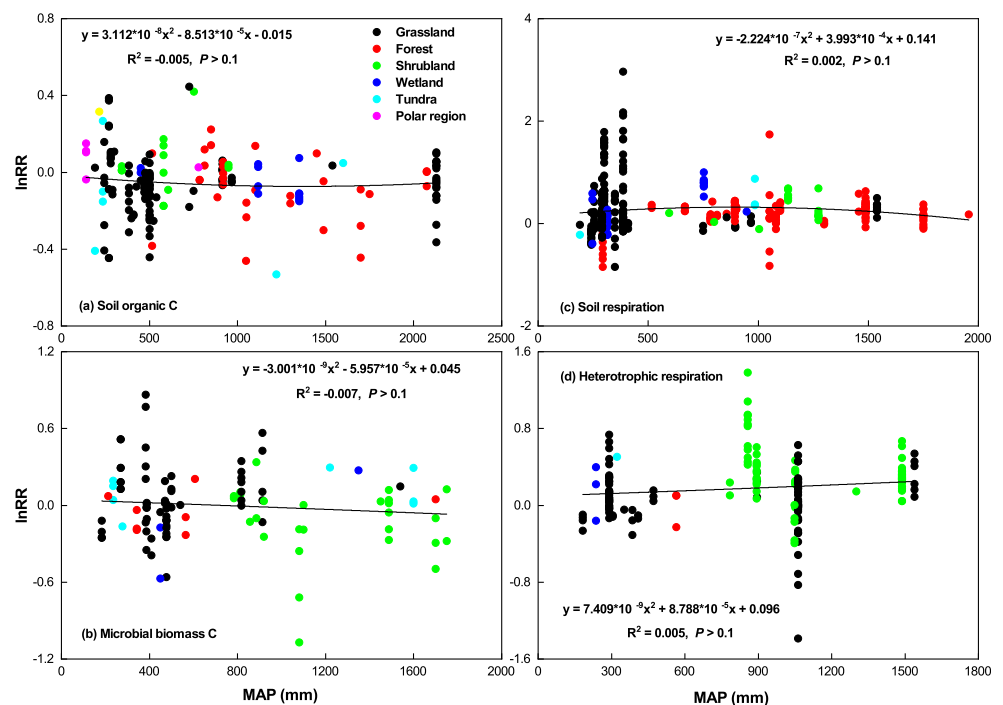 0.8
0.4
0.0
-0.4
-0.8
lnRR
y = 3.112*10 -8x2 - 8.513*10 -5x - 0.015
R2 = -0.005, P > 0.1
Grassland
Forest
Shrubland
Wetland
Tundra
Polar region
(a) Soil organic C
0 500 1000 1500 2000 2500
4
2
0
-2
y = -2.224*10 -7x2 + 3.993*10 -4x + 0.141
R2 = 0.002, P > 0.1
(c) Soil respiration
0 500 1000 1500 2000
1.2
0.6
0.0
-0.6
-1.2
lnRR
y = -3.001*10 -9x2 - 5.957*10 -5x + 0.045
R2 = -0.007, P > 0.1
(b) Microbial biomass C
0 400 800 1200 1600 2000
MAP (mm)
1.6
0.8
0.0
-0.8
-1.6
(d) Heterotrophic respiration
y = 7.409*10 -9x2 + 8.788*10 -5x + 0.096
R2 = 0.005, P > 0.1
0 300 600 900 1200 1500 1800
MAP (mm)